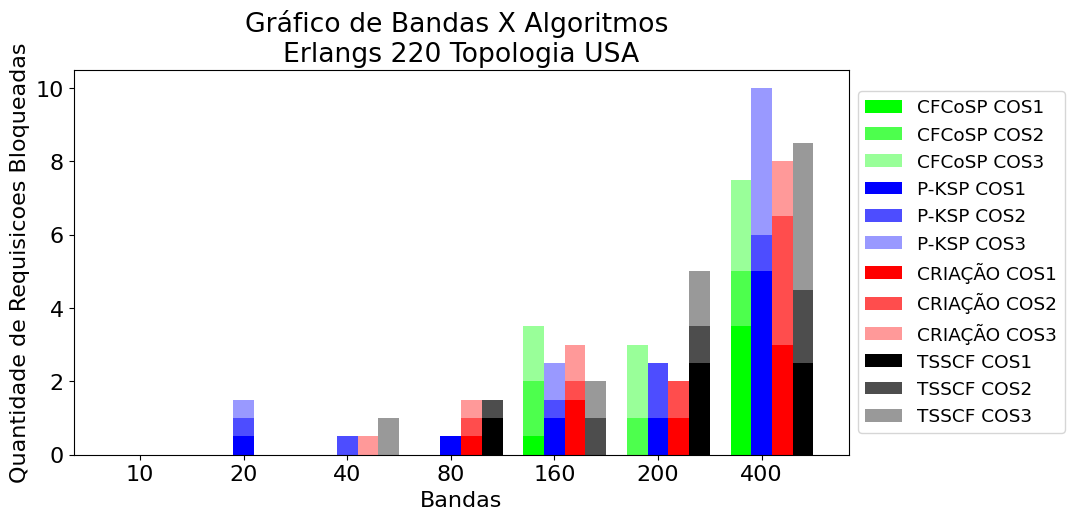 Gráfico de Bandas X Algoritmos
Erlangs 220 Topologia USA
Quantidade de Requisicoes Bloqueadas
10
8
6
4
2
0
10 20 40 80 160 200 400
Bandas
CFCoSP COS1
CFCoSP COS2
CFCoSP COS3
P-KSP COS1
P-KSP COS2
P-KSP COS3
CRIAÇÃO COS1
CRIAÇÃO COS2
CRIAÇÃO COS3
TSSCF COS1
TSSCF COS2
TSSCF COS3